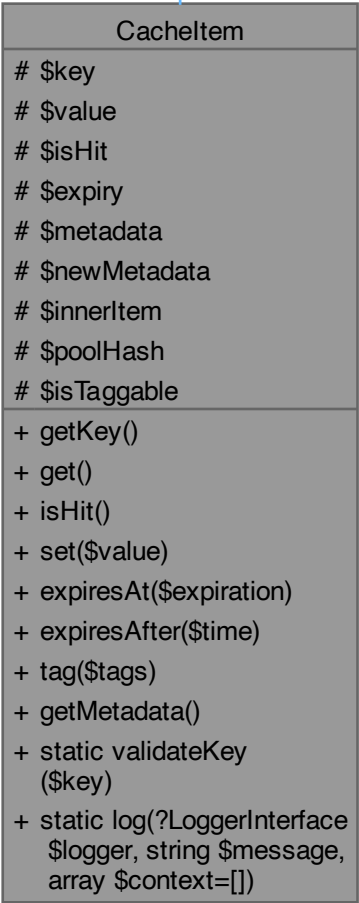 CacheItem
# $key
# $value
# $isHit
# $expiry
# $metadata
# $newMetadata
# $innerItem
# $poolHash
# $isTaggable
+ getKey()
+ get()
+ isHit()
+ set($value)
+ expiresAt($expiration)
+ expiresAfter($time)
+ tag($tags)
+ getMetadata()
+ static validateKey
($key)
+ static log(?LoggerInterface
$logger, string $message,
array $context=[])